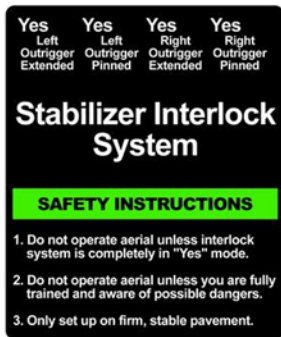 Yes Yes Yes Yes
Left Left Right Right
Outrigger Outrigger Outrigger Outrigger
Extended Pinned Extended Pinned
Stabilizer Interlock
System
SAFETY INSTRUCTIONS
1. Do not operate aerial unless interlock
system is completely in "Yes" mode.
2. Do not operate aerial unless you are fully
trained and aware of possible dangers.
3. Only set up on firm, stable pavement.